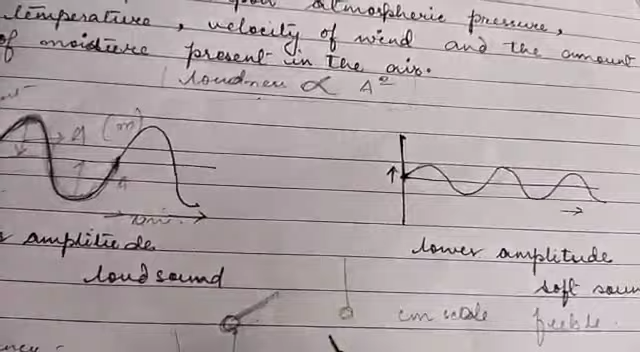 atmospheric pressure,
temperature, velocity of wind and the amount
of moisture present in the air.
loudness ∝ A²
(m)
amplitude
lower amplitude
loud sound
soft soun
feeble.